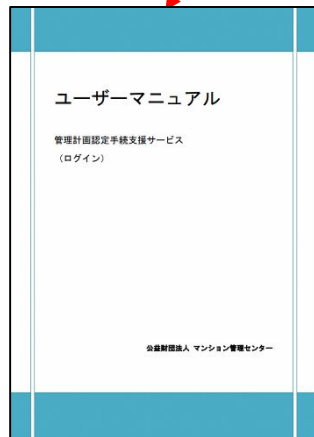 ユーザーマニュアル
管理計画認定手続支援サービス
（ログイン）
公益財団法人 マンション管理センター